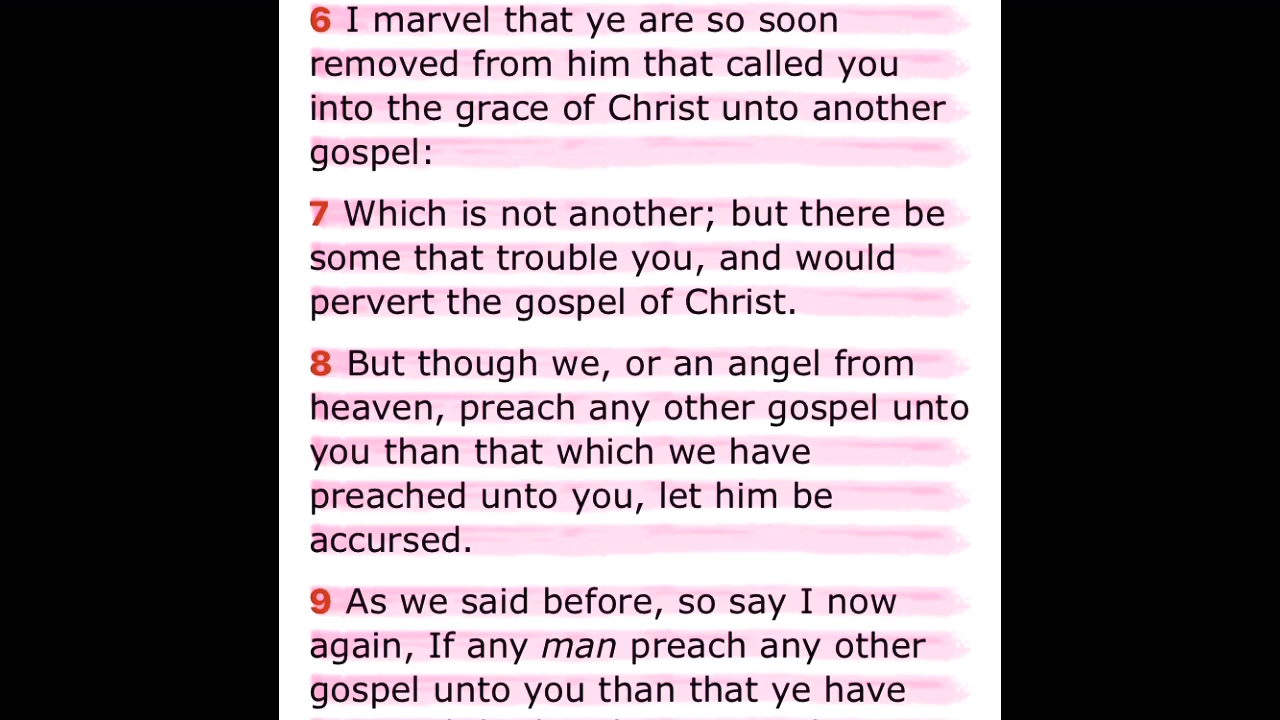 6 I marvel that ye are so soon
removed from him that called you
into the grace of Christ unto another
gospel:
7 Which is not another; but there be
some that trouble you, and would
pervert the gospel of Christ.
8 But though we, or an angel from
heaven, preach any other gospel unto
you than that which we have
preached unto you, let him be
accursed.
9 As we said before, so say I now
again, If any man preach any other
gospel unto you than that ye have